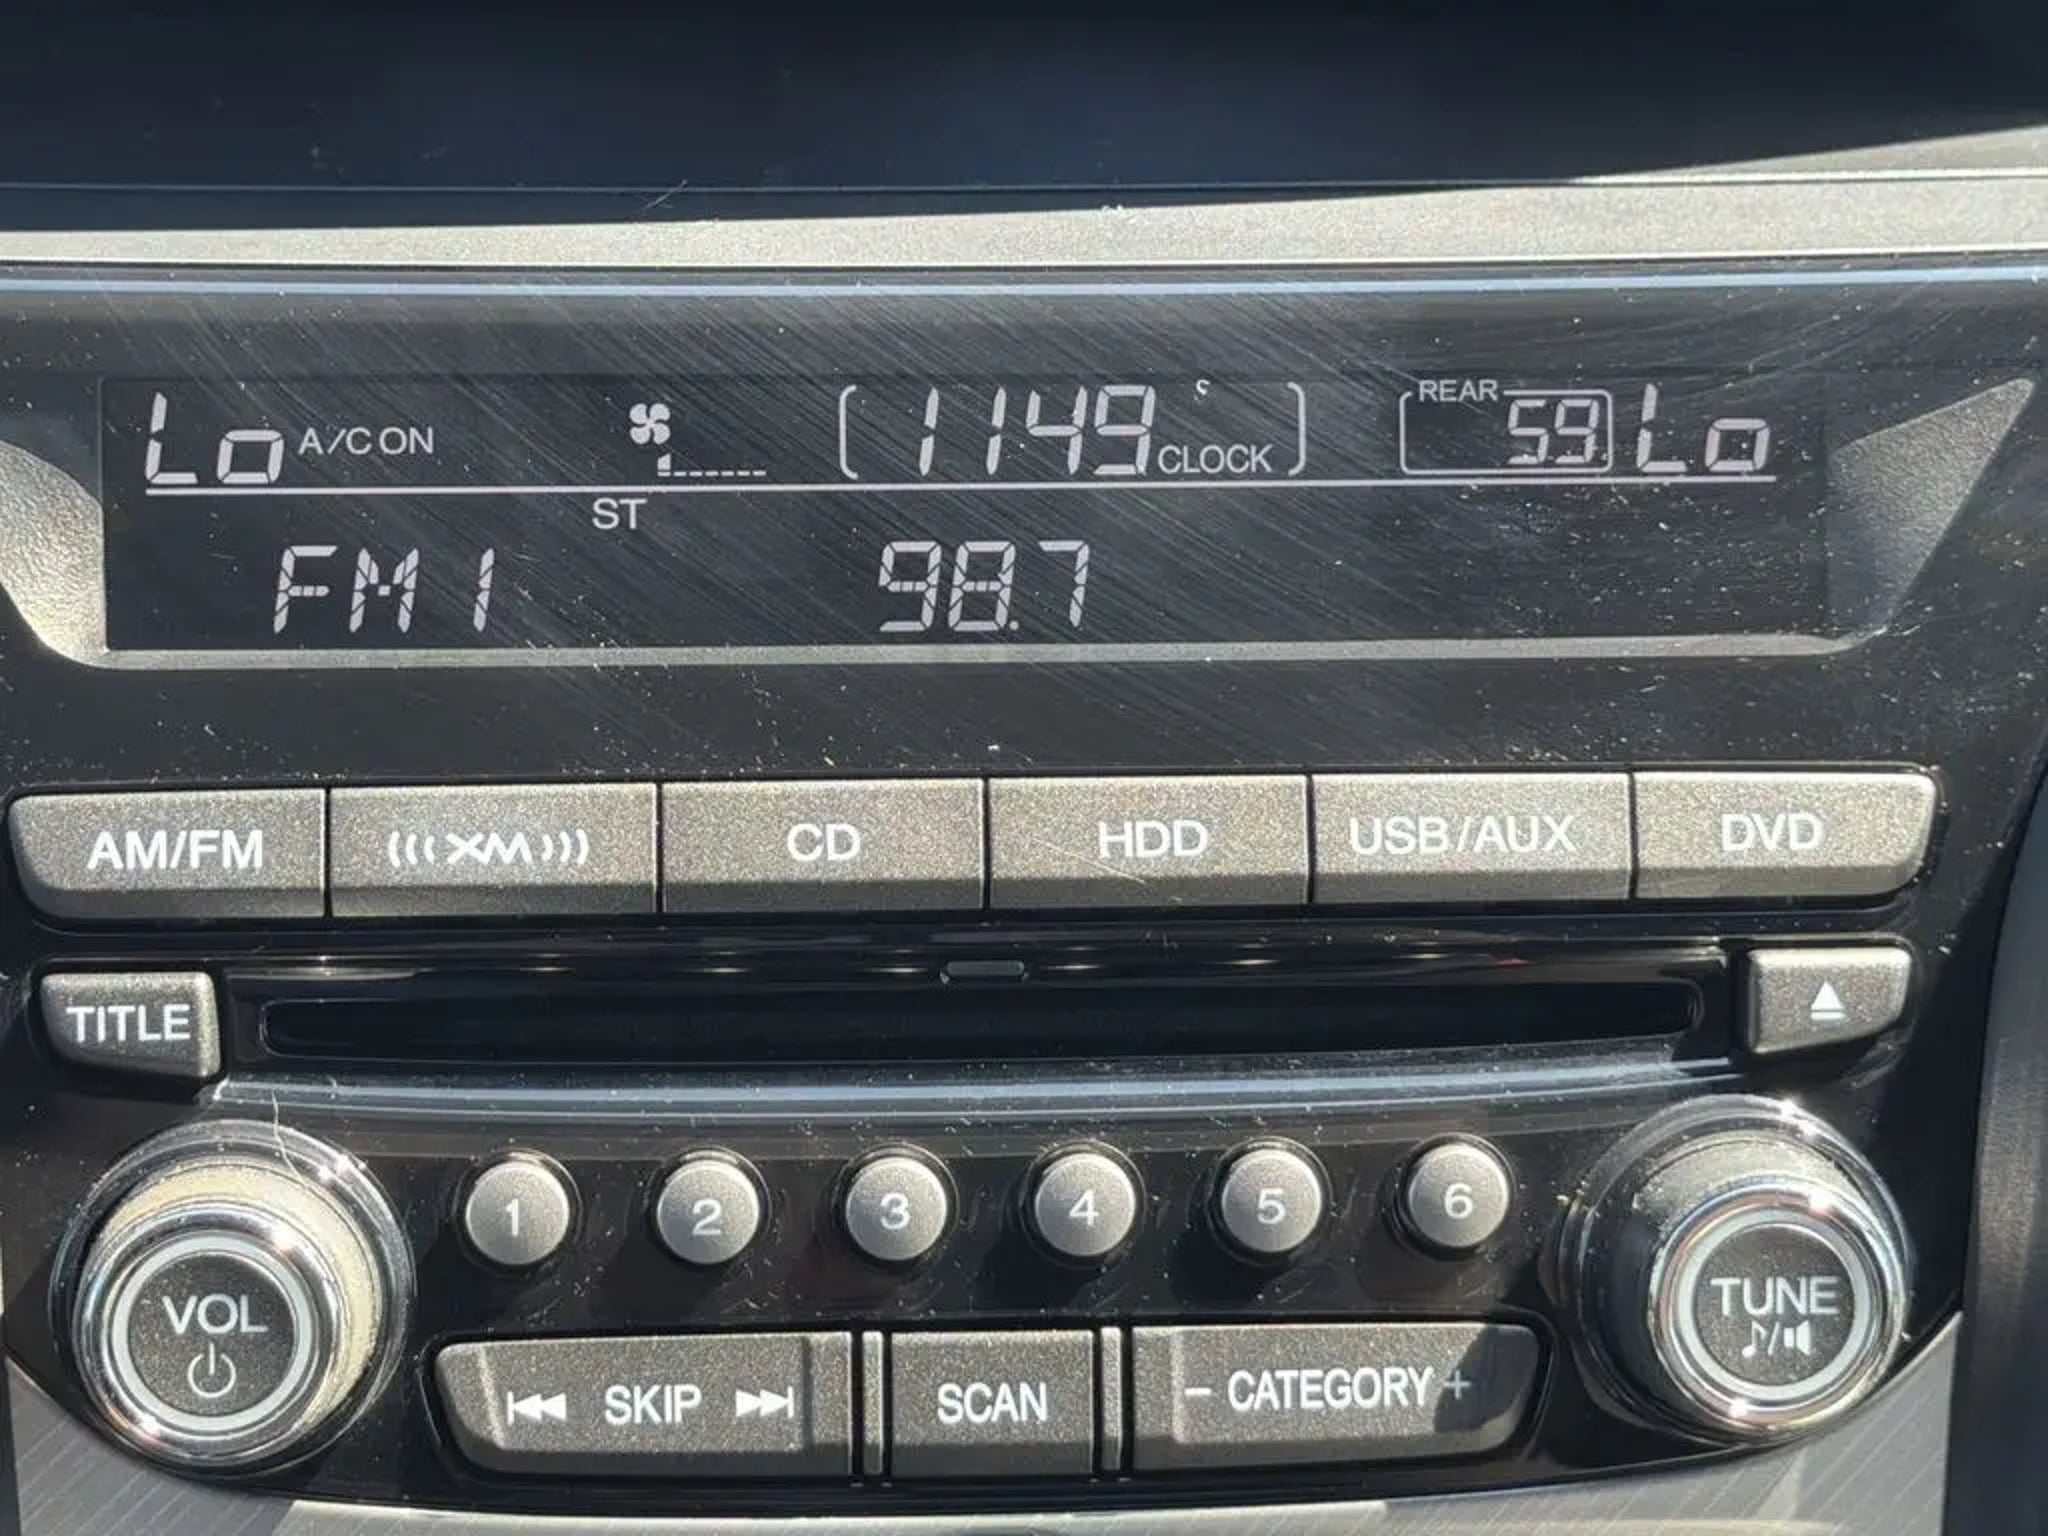 Lo A/C ON 1149 CLOCK REAR 59. Lo
ST
FM1 98.7
AM/FM XM CD HDD USB/AUX DVD
TITLE
1 2 3 4 5 6
VOL TUNE
SKIP SCAN - CATEGORY +